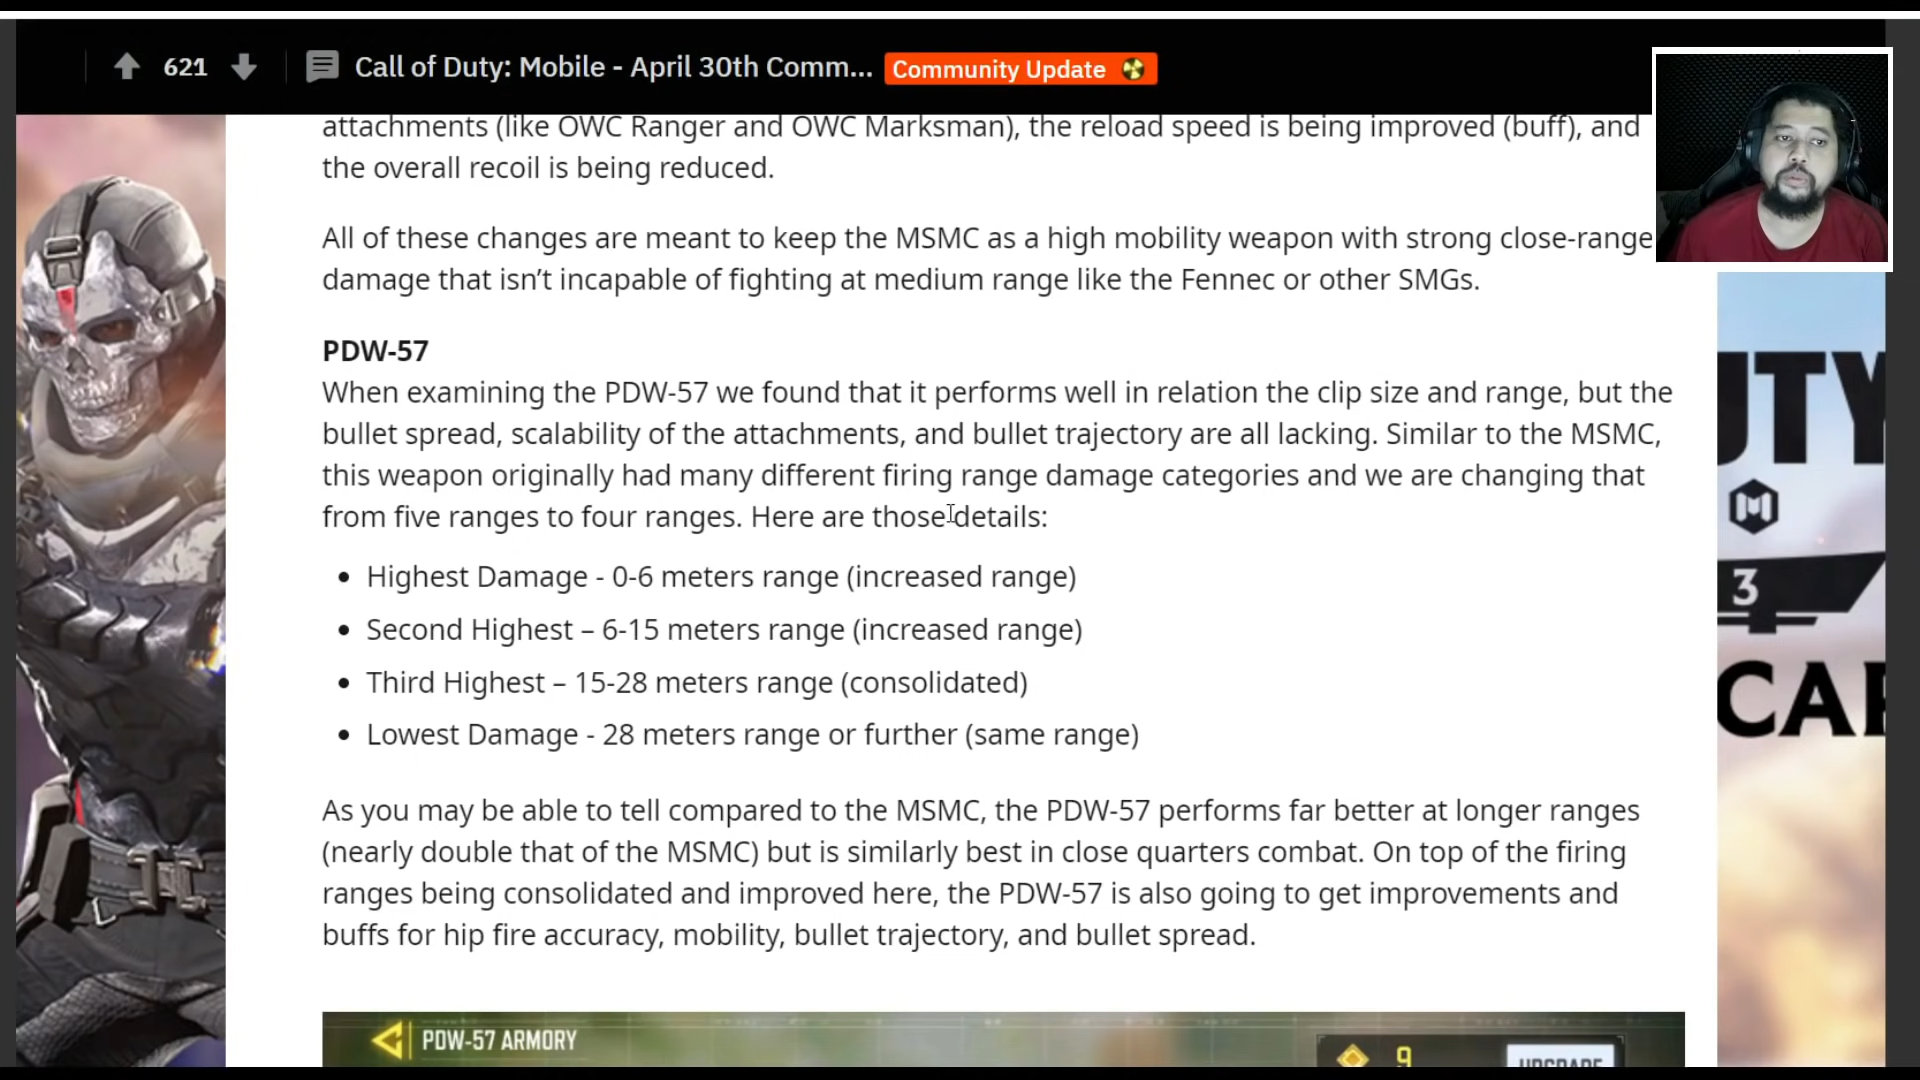 621
Call of Duty: Mobile - April 30th Comm...
Community Update
attachments (like OWC Ranger and OWC Marksman), the reload speed is being improved (buff), and
the overall recoil is being reduced.
All of these changes are meant to keep the MSMC as a high mobility weapon with strong close-range
damage that isn’t incapable of fighting at medium range like the Fennec or other SMGs.
PDW-57
When examining the PDW-57 we found that it performs well in relation the clip size and range, but the
bullet spread, scalability of the attachments, and bullet trajectory are all lacking. Similar to the MSMC,
this weapon originally had many different firing range damage categories and we are changing that
from five ranges to four ranges. Here are those details:
• Highest Damage - 0-6 meters range (increased range)
• Second Highest – 6-15 meters range (increased range)
• Third Highest – 15-28 meters range (consolidated)
• Lowest Damage - 28 meters range or further (same range)
As you may be able to tell compared to the MSMC, the PDW-57 performs far better at longer ranges
(nearly double that of the MSMC) but is similarly best in close quarters combat. On top of the firing
ranges being consolidated and improved here, the PDW-57 is also going to get improvements and
buffs for hip fire accuracy, mobility, bullet trajectory, and bullet spread.
UTY
3
CAP
PDW-57 ARMORY
9
UPGRADE